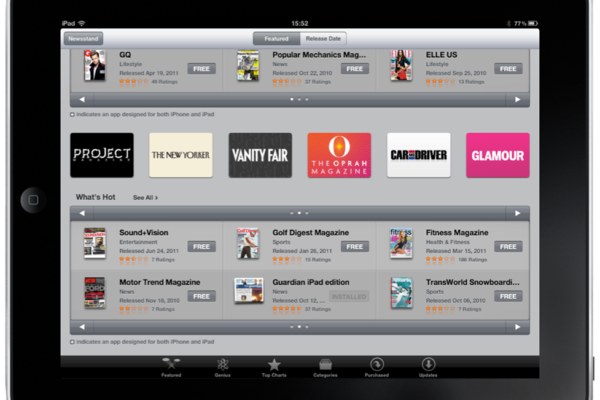 iPad
15:52
77%
Newsstand
Featured
Release Date
GQ
Lifestyle
Released Apr 19, 2011
49 Ratings
FREE
Popular Mechanics Mag...
News
Released Oct 22, 2010
37 Ratings
FREE
ELLE US
Lifestyle
Released Sep 25, 2010
13 Ratings
FREE
indicates an app designed for both iPhone and iPad
PROJECT
MAGAZINE
THE NEW YORKER
VANITY FAIR
O
THE OPRAH
MAGAZINE
CAR AND DRIVER
GLAMOUR
What's Hot
See All >
Sound+Vision
Entertainment
Released Jun 24, 2011
7 Ratings
FREE
Golf Digest Magazine
Sports
Released Jan 26, 2011
15 Ratings
FREE
Fitness Magazine
Health & Fitness
Released Mar 15, 2011
FREE
Motor Trend Magazine
News
Released Nov 10, 2010
7 Ratings
FREE
Guardian iPad edition
News
Released Oct 12, ...
INSTALLED
TransWorld Snowboardi...
Sports
Released Oct 06, 2010
7 Ratings
FREE
indicates an app designed for both iPhone and iPad
Featured
Genius
Top Charts
Categories
Purchased
Updates